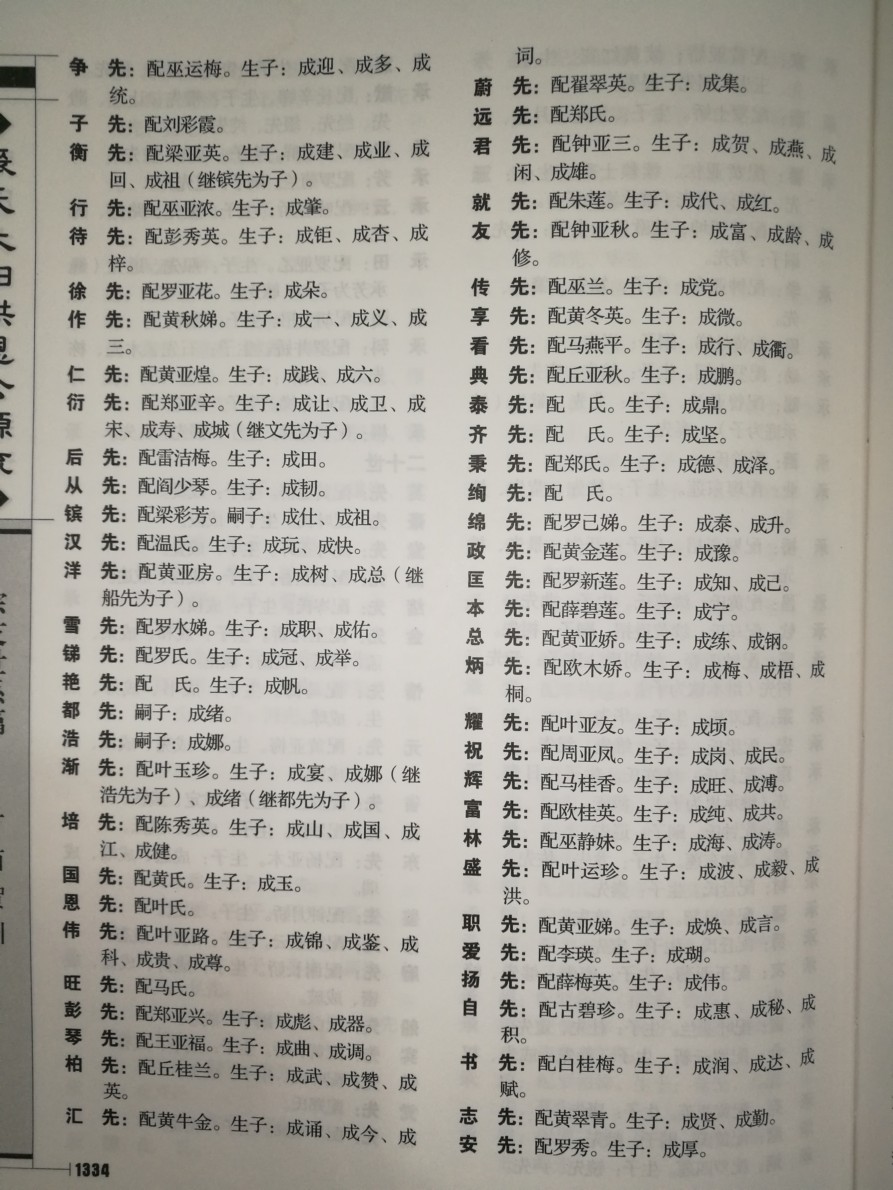 争　先：配巫运梅。生子：成迎、成多、成
统。
子　先：配刘彩霞。
衡　先：配梁亚英。生子：成建、成业、成
回、成祖（继镔先为子）。
行　先：配巫亚浓。生子：成肇。
待　先：配彭秀英。生子：成钜、成杏、成
梓。
徐　先：配罗亚花。生子：成朵。
作　先：配黄秋娣。生子：成一、成义、成
三。
仁　先：配黄亚煌。生子：成践、成六。
衍　先：配郑亚辛。生子：成让、成卫、成
宋、成寿、成城（继文先为子）。
后　先：配雷洁梅。生子：成田。
从　先：配阎少琴。生子：成韧。
镔　先：配梁彩芳。嗣子：成仕、成祖。
汉　先：配温氏。生子：成玩、成快。
洋　先：配黄亚房。生子：成树、成总（继
船先为子）。
雪　先：配罗水娣。生子：成职、成佑。
锑　先：配罗氏。生子：成冠、成举。
艳　先：配　氏。生子：成帆。
都　先：嗣子：成绪。
浩　先：嗣子：成娜。
渐　先：配叶玉珍。生子：成宴、成娜（继
浩先为子）、成绪（继都先为子）。
培　先：配陈秀英。生子：成山、成国、成
江、成健。
国　先：配黄氏。生子：成玉。
恩　先：配叶氏。
伟　先：配叶亚路。生子：成锦、成鉴、成
科、成贵、成尊。
旺　先：配马氏。
彭　先：配郑亚兴。生子：成彪、成器。
琴　先：配王亚福。生子：成曲、成调。
柏　先：配丘桂兰。生子：成武、成赞、成
英。
汇　先：配黄牛金。生子：成诵、成今、成
词。
蔚　先：配翟翠英。生子：成集。
远　先：配郑氏。
君　先：配钟亚三。生子：成贺、成燕、成
闲、成雄。
就　先：配朱莲。生子：成代、成红。
友　先：配钟亚秋。生子：成富、成龄、成
修。
传　先：配巫兰。生子：成党。
享　先：配黄冬英。生子：成微。
看　先：配马燕平。生子：成行、成衢。
典　先：配丘亚秋。生子：成鹏。
泰　先：配　氏。生子：成鼎。
齐　先：配　氏。生子：成坚。
秉　先：配郑氏。生子：成德、成泽。
绚　先：配　氏。
绵　先：配罗己娣。生子：成泰、成升。
政　先：配黄金莲。生子：成豫。
匡　先：配罗新莲。生子：成知、成己。
本　先：配薛碧莲。生子：成宁。
总　先：配黄亚娇。生子：成练、成钢。
炳　先：配欧木娇。生子：成梅、成梧、成
桐。
耀　先：配叶亚友。生子：成顷。
祝　先：配周亚凤。生子：成岗、成民。
辉　先：配马桂香。生子：成旺、成溥。
富　先：配欧桂英。生子：成纯、成共。
林　先：配巫静妹。生子：成海、成涛。
盛　先：配叶运珍。生子：成波、成毅、成
洪。
职　先：配黄亚娣。生子：成焕、成言。
爱　先：配李瑛。生子：成瑚。
扬　先：配薛梅英。生子：成伟。
自　先：配古碧珍。生子：成惠、成秘、成
积。
书　先：配白桂梅。生子：成润、成达、成
赋。
志　先：配黄翠青。生子：成贤、成勤。
安　先：配罗秀。生子：成厚。
1334